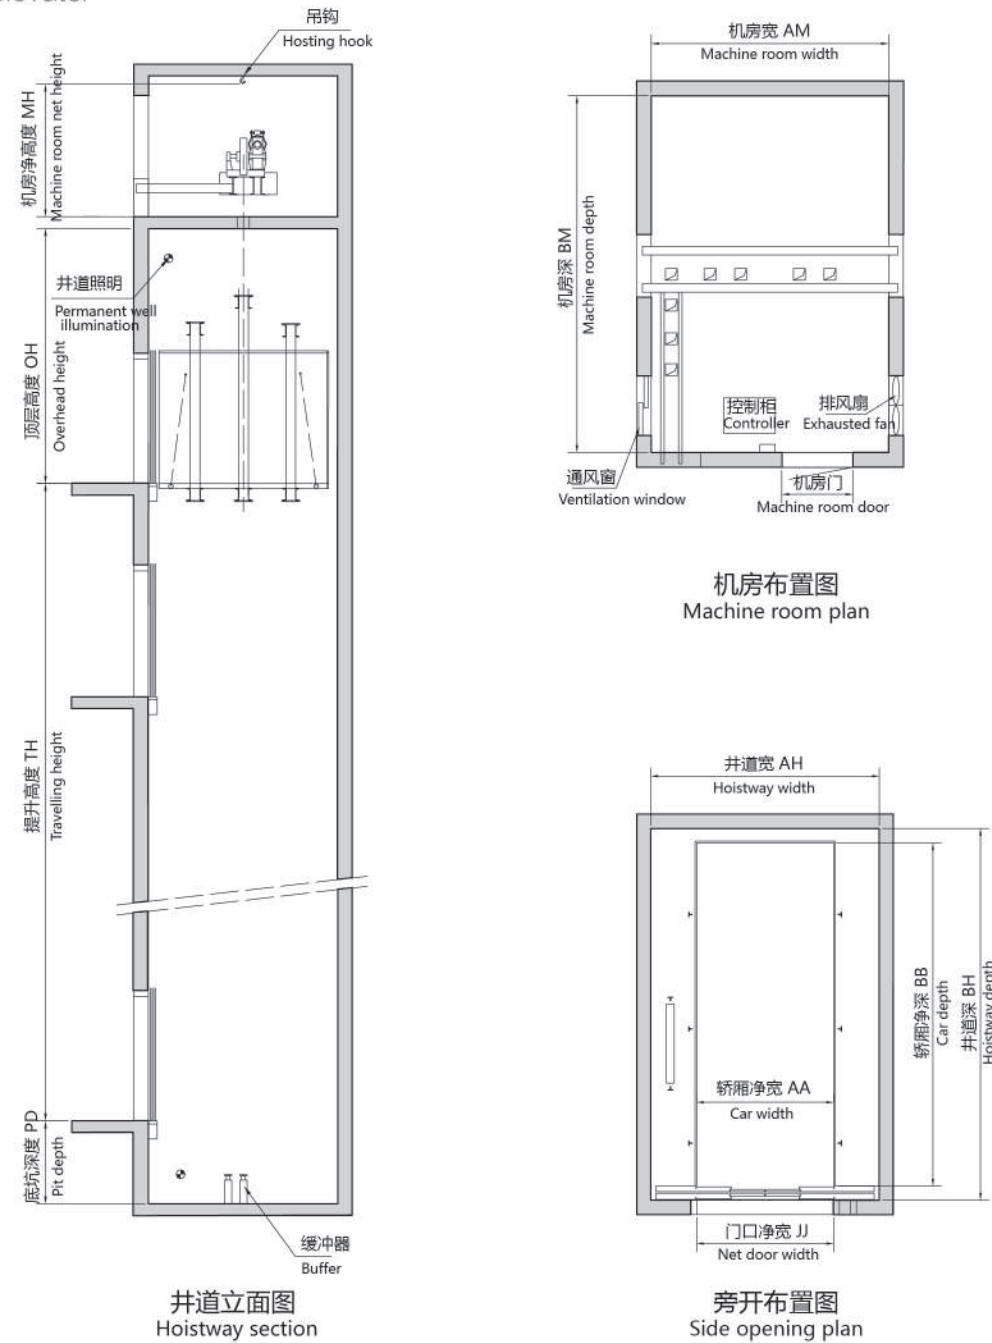 吊钩
Hosting hook
机房净高度 MH
Machine room net height
井道照明
Permanent well
illumination
顶层高度 OH
Overhead height
提升高度 TH
Travelling height
底坑深度 PD
Pit depth
缓冲器
Buffer
井道立面图
Hoistway section
机房宽 AM
Machine room width
机房深 BM
Machine room depth
控制柜
Controller
排风扇
Exhausted fan
通风窗
Ventilation window
机房门
Machine room door
机房布置图
Machine room plan
井道宽 AH
Hoistway width
轿厢净深 BB
Car depth
井道深 BH
Hoistway depth
轿厢净宽 AA
Car width
门口净宽 JJ
Net door width
旁开布置图
Side opening plan